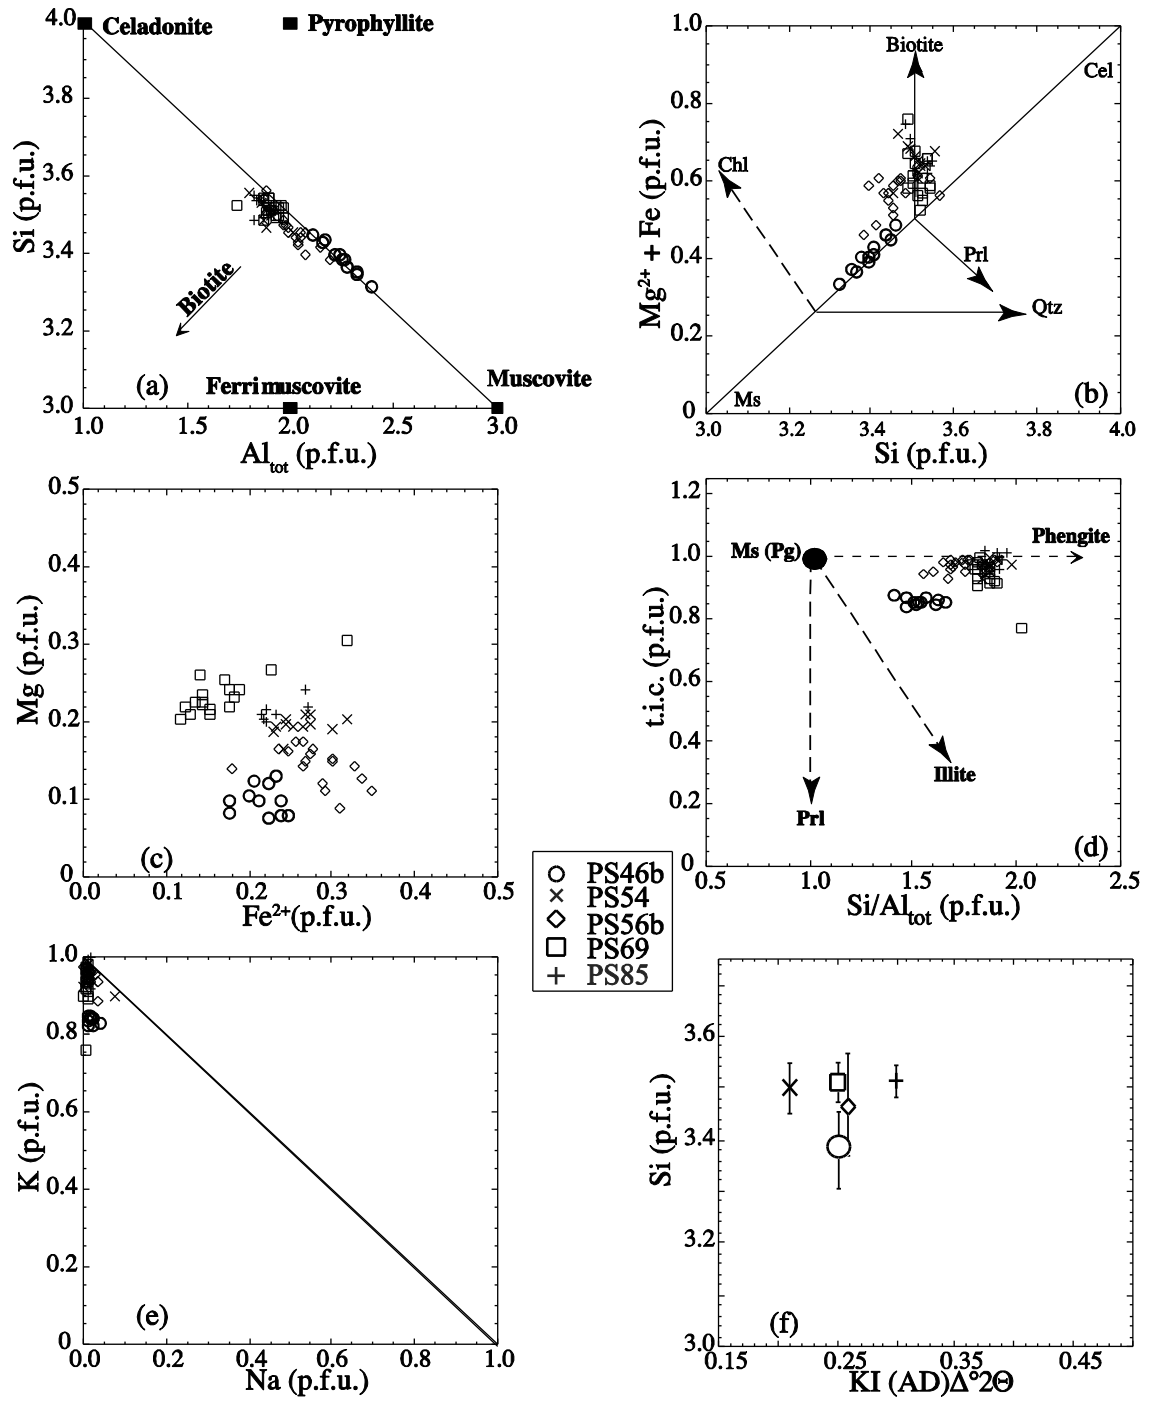 4.0
Celadonite
Pyrophyllite
3.8
3.6
3.4
3.2
3.0
Si (p.f.u.)
Biotite
(a)
Ferrimuscovite
Muscovite
1.0
1.5
2.0
2.5
3.0
Al tot (p.f.u.)
1.0
0.8
0.6
0.4
0.2
0
Mg2+ + Fe (p.f.u.)
Biotite
Cel
Chl
Prl
Qtz
Ms
(b)
3.0
3.2
3.4
3.5
3.6
3.8
4.0
Si (p.f.u.)
0.5
0.4
0.3
0.2
0.1
0
Mg (p.f.u.)
(c)
0.0
0.1
0.2
0.3
0.4
0.5
Fe2+(p.f.u.)
1.2
1.0
0.8
0.6
0.4
0.2
0
t.i.c. (p.f.u.)
Ms (Pg)
Phengite
Illite
Prl
(d)
0.5
1.0
1.5
2.0
2.5
Si/Al tot (p.f.u.)
PS46b
PS54
PS56b
PS69
PS85
1.0
0.8
0.6
0.4
0.2
0
K (p.f.u.)
(e)
0.0
0.2
0.4
0.6
0.8
1.0
Na (p.f.u.)
3.6
3.4
3.2
3.0
Si (p.f.u.)
(f)
0.15
0.25
0.35
0.45
KI (AD)Δ°2Θ